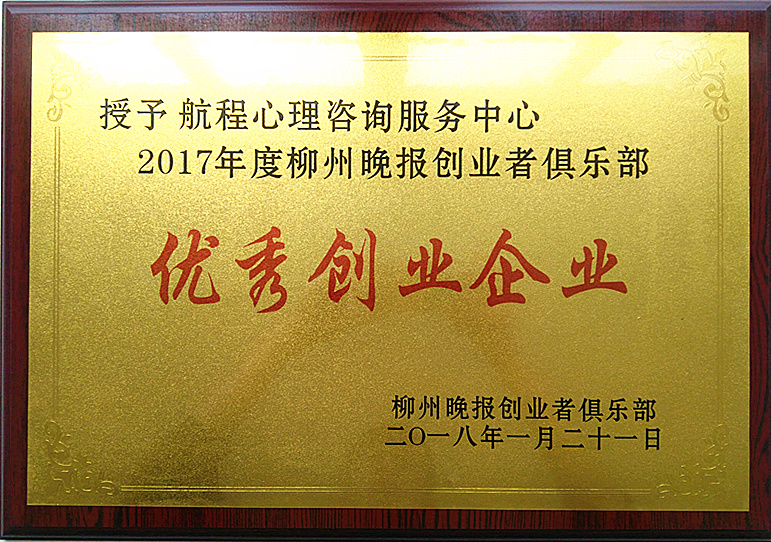 授予 航程心理咨询服务中心
2017年度柳州晚报创业者俱乐部
优秀创业企业
柳州晚报创业者俱乐部
二〇一八年一月二十一日